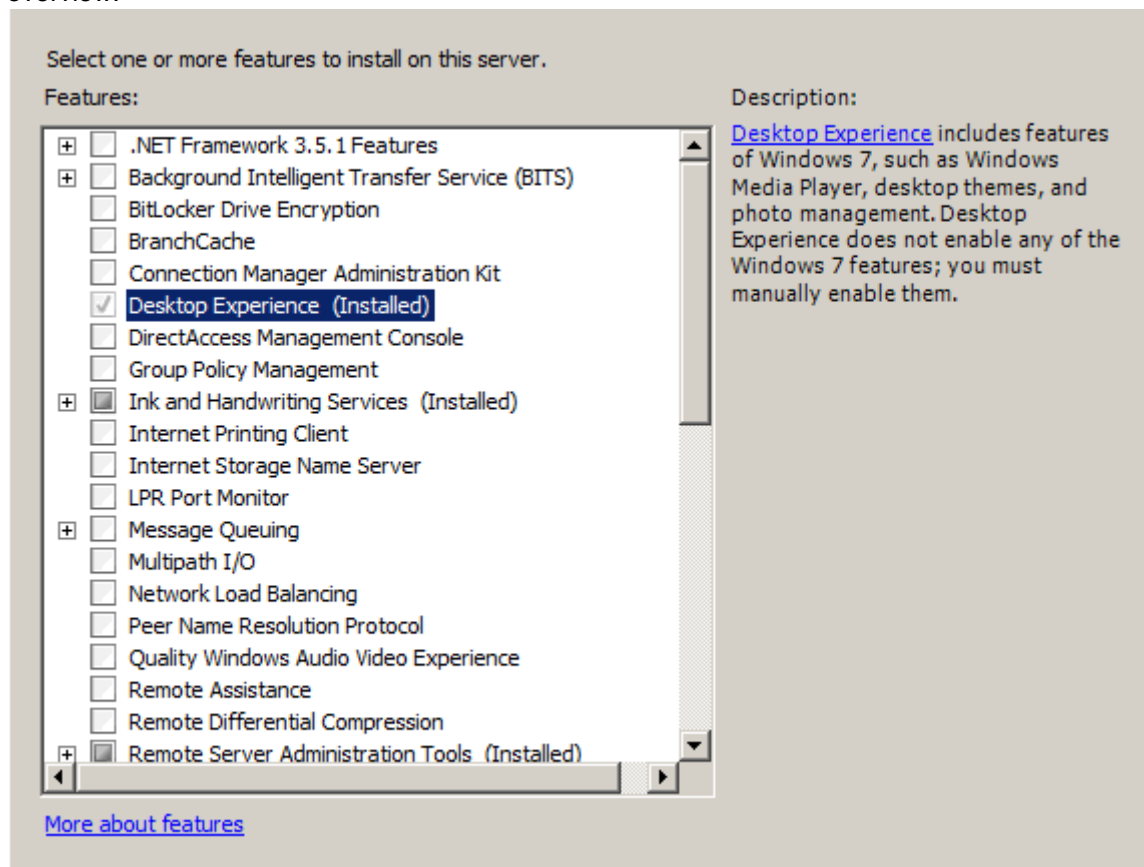 Select one or more features to install on this server.
Features:
.NET Framework 3.5.1 Features
Background Intelligent Transfer Service (BITS)
BitLocker Drive Encryption
BranchCache
Connection Manager Administration Kit
Desktop Experience (Installed)
DirectAccess Management Console
Group Policy Management
Ink and Handwriting Services (Installed)
Internet Printing Client
Internet Storage Name Server
LPR Port Monitor
Message Queuing
Multipath I/O
Network Load Balancing
Peer Name Resolution Protocol
Quality Windows Audio Video Experience
Remote Assistance
Remote Differential Compression
Remote Server Administration Tools (Installed)
More about features
Description:
Desktop Experience includes features
of Windows 7, such as Windows
Media Player, desktop themes, and
photo management. Desktop
Experience does not enable any of the
Windows 7 features; you must
manually enable them.